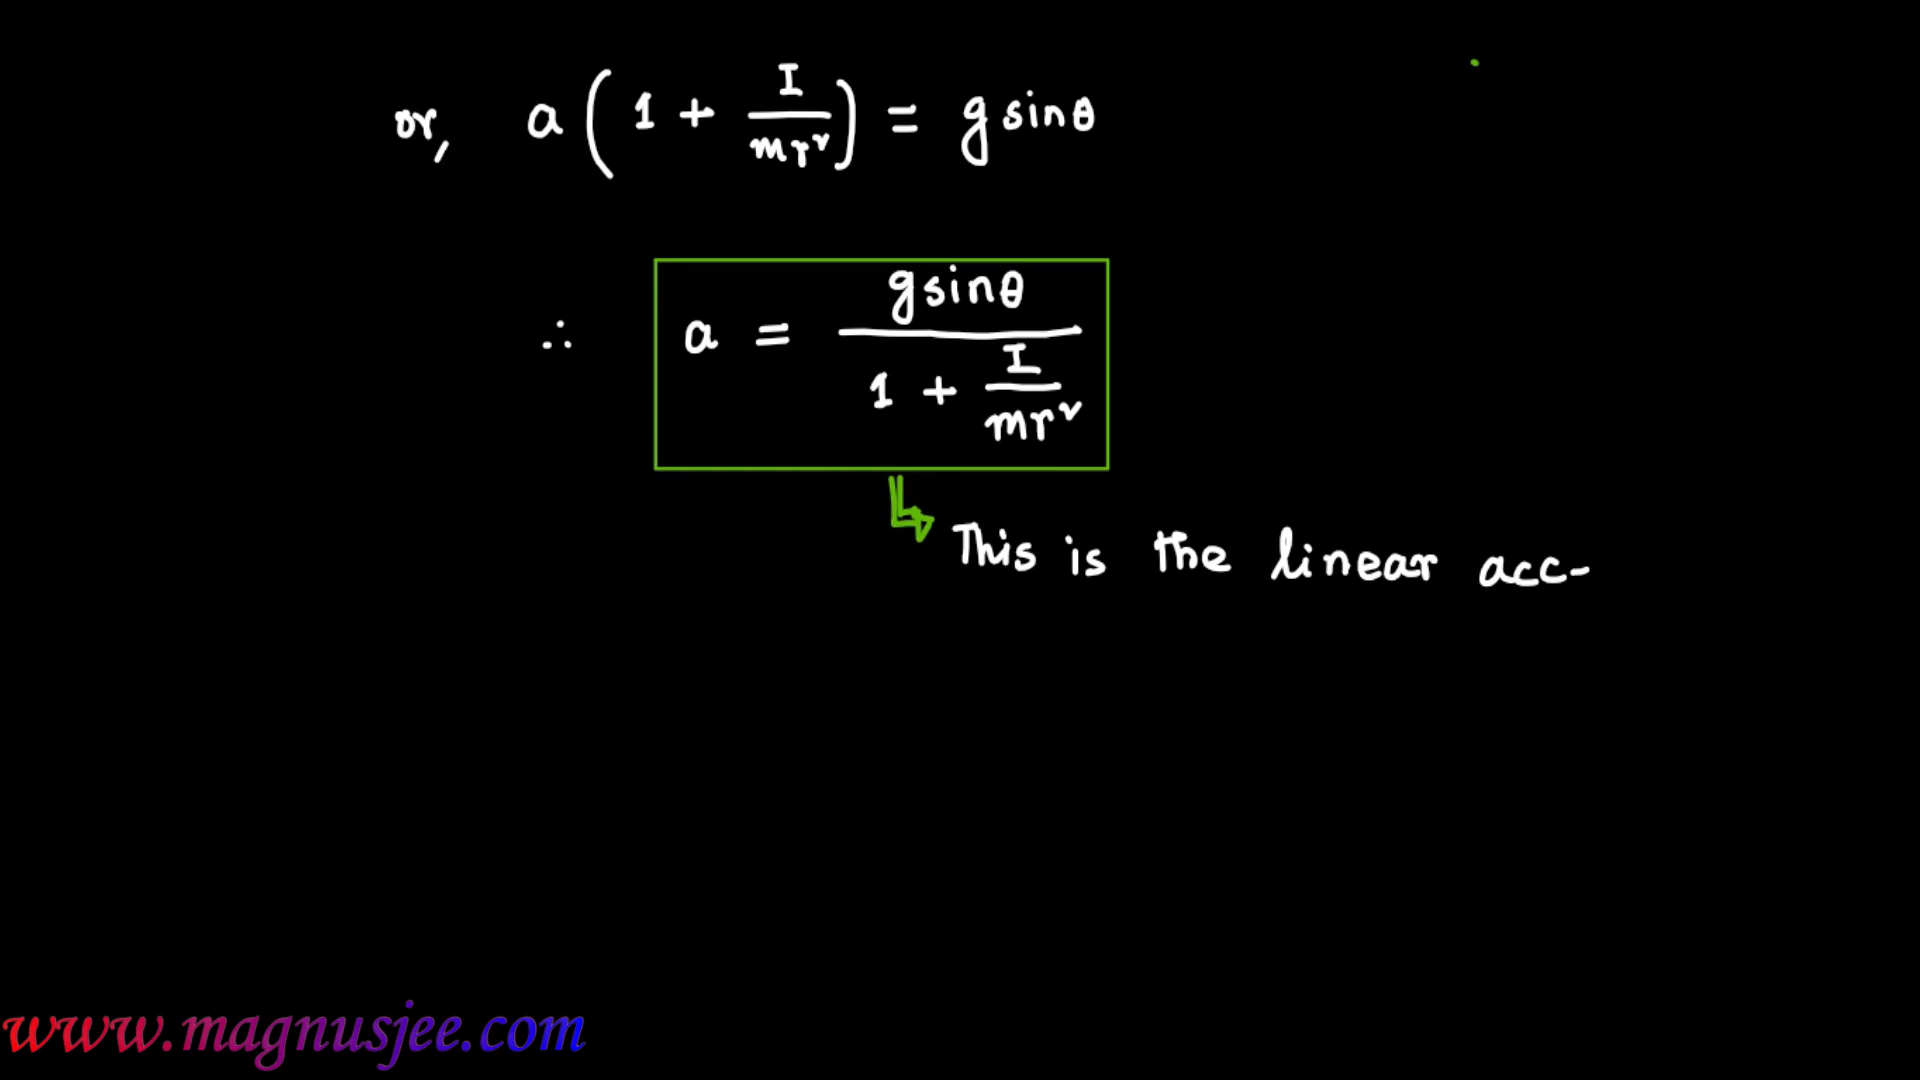 or, a ( 1 + I/mr² ) = g sinθ
∴ a = g sinθ / (1 + I/mr²)
This is the linear acc-
www.magnusjee.com